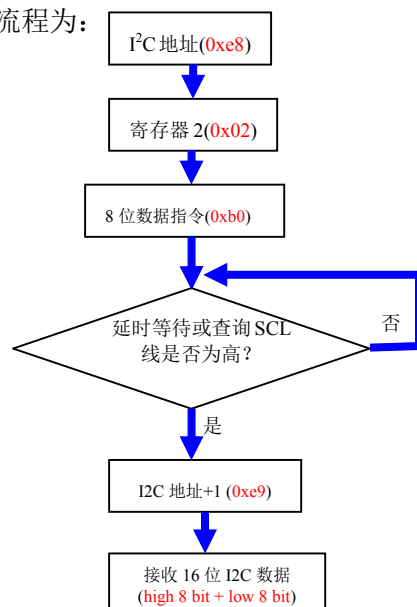 流程为：
I²C 地址(0xe8)
寄存器 2(0x02)
8 位数据指令(0xb0)
延时等待或查询 SCL
线是否为高？
否
是
I2C 地址+1 (0xe9)
接收 16 位 I2C 数据
(high 8 bit + low 8 bit)